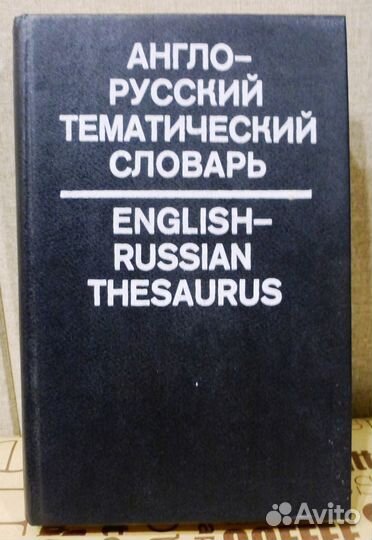 АНГЛО–
РУССКИЙ
ТЕМАТИЧЕСКИЙ
СЛОВАРЬ
ENGLISH–
RUSSIAN
THESAURUS
Avito